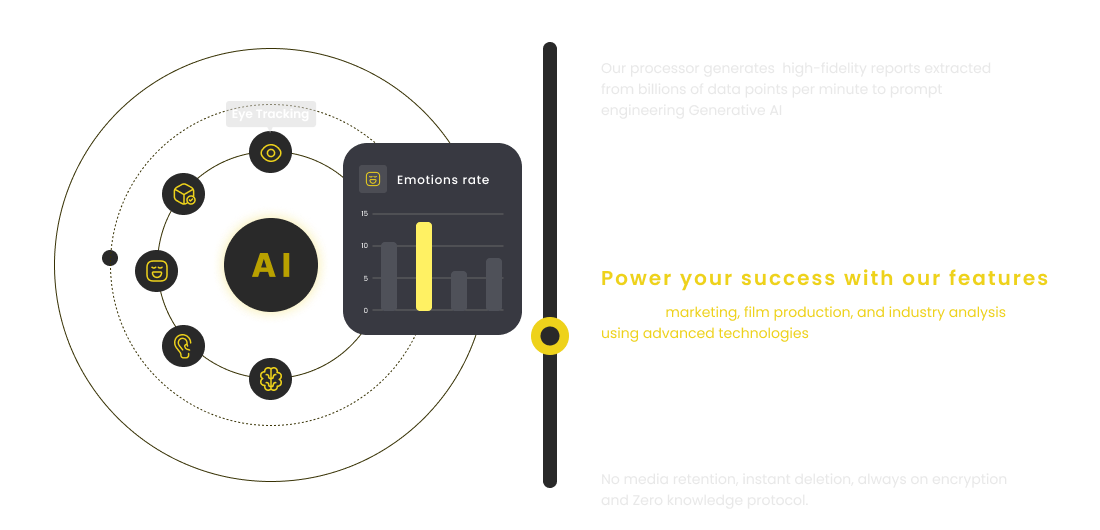 Our processor generates high-fidelity reports extracted
from billions of data points per minute to prompt
engineering Generative AI
Eye Tracking
Emotions rate
15
10
5
0
AI
Power your success with our features
marketing, film production, and industry analysis
using advanced technologies
No media retention, instant deletion, always on encryption
and Zero knowledge protocol.